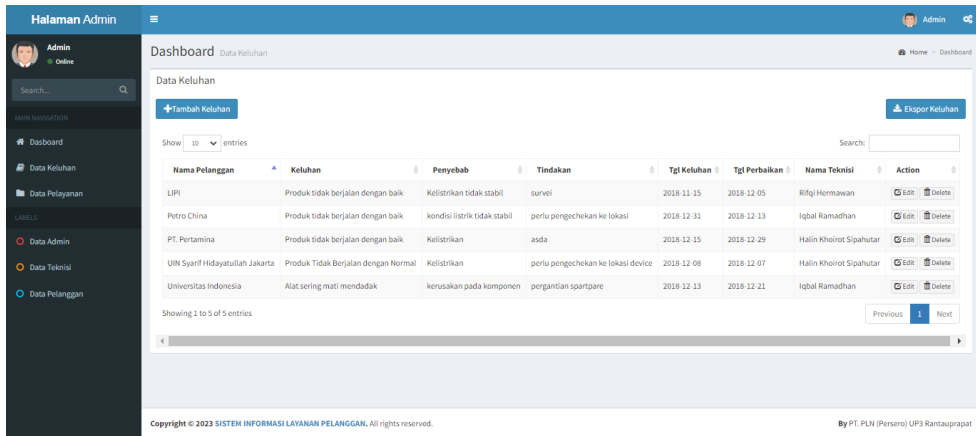 Halaman Admin
Admin
Admin
Online
Dashboard Data Keluhan
Home > Dashboard
Search...
MAIN NAVIGATION
Dasboard
Data Keluhan
Data Pelayanan
LABELS
Data Admin
Data Teknisi
Data Pelanggan
Data Keluhan
Tambah Keluhan
Ekspor Keluhan
Show 10 entries
Search:
Nama Pelanggan Keluhan Penyebab Tindakan Tgl Keluhan Tgl Perbaikan Nama Teknisi Action
LIPI Produk tidak berjalan dengan baik Kelistrikan tidak stabil survei 2018-11-15 2018-12-05 Rifqi Hermawan Edit Delete
Petro China Produk tidak berjalan dengan baik kondisi listrik tidak stabil perlu pengechekan ke lokasi 2018-12-31 2018-12-13 Iqbal Ramadhan Edit Delete
PT. Pertamina Produk tidak berjalan dengan baik Kelistrikan asda 2018-12-15 2018-12-29 Halin Khoirot Sipahutar Edit Delete
UIN Syarif Hidayatullah Jakarta Produk Tidak Berjalan dengan Normal Kelistrikan perlu pengechekan ke lokasi device 2018-12-08 2018-12-07 Halin Khoirot Sipahutar Edit Delete
Universitas Indonesia Alat sering mati mendadak kerusakan pada komponen pergantian spartpare 2018-12-13 2018-12-21 Iqbal Ramadhan Edit Delete
Showing 1 to 5 of 5 entries
Previous 1 Next
Copyright © 2023 SISTEM INFORMASI LAYANAN PELANGGAN. All rights reserved.
By PT. PLN (Persero) UP3 Rantauprapat